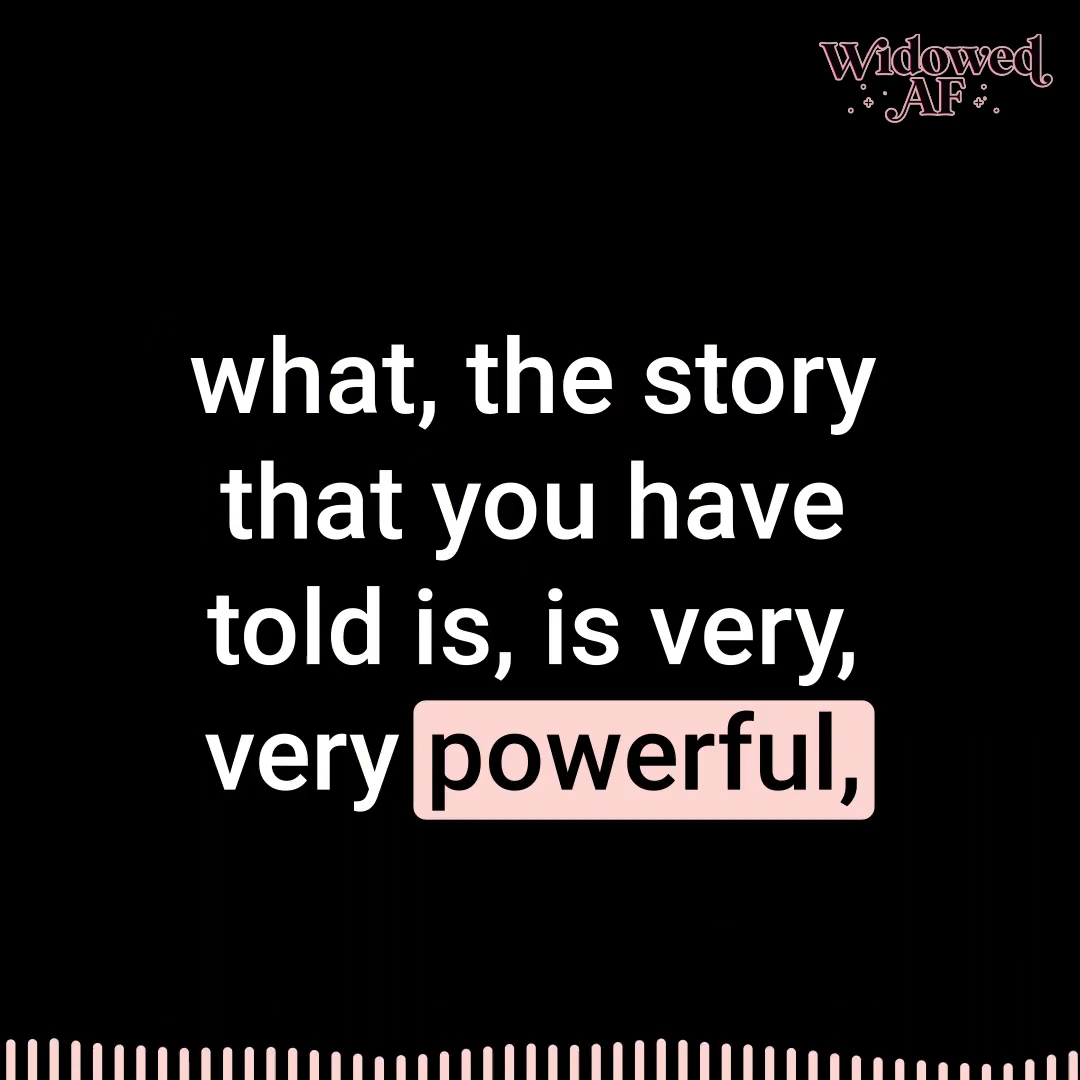 Widowed
AF
what, the story
that you have
told is, is very,
very powerful,